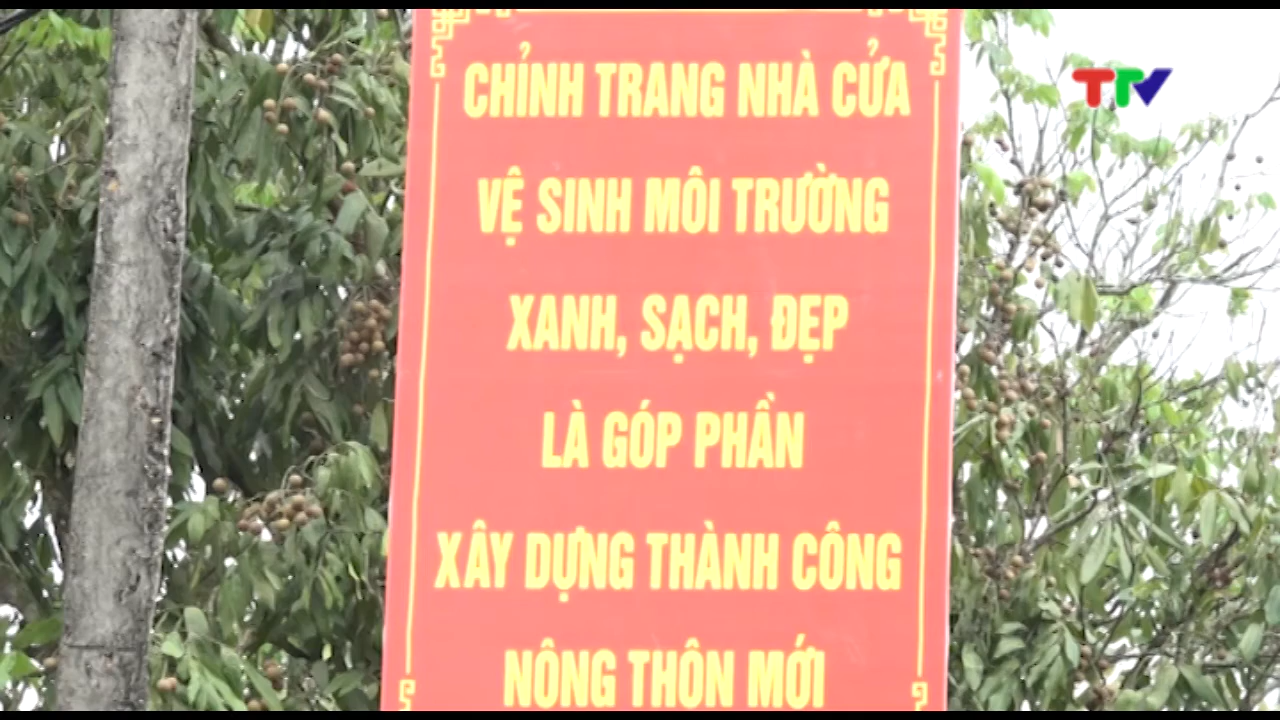 TTV
CHỈNH TRANG NHÀ CỬA
VỆ SINH MÔI TRƯỜNG
XANH, SẠCH, ĐẸP
LÀ GÓP PHẦN
XÂY DỰNG THÀNH CÔNG
NÔNG THÔN MỚI